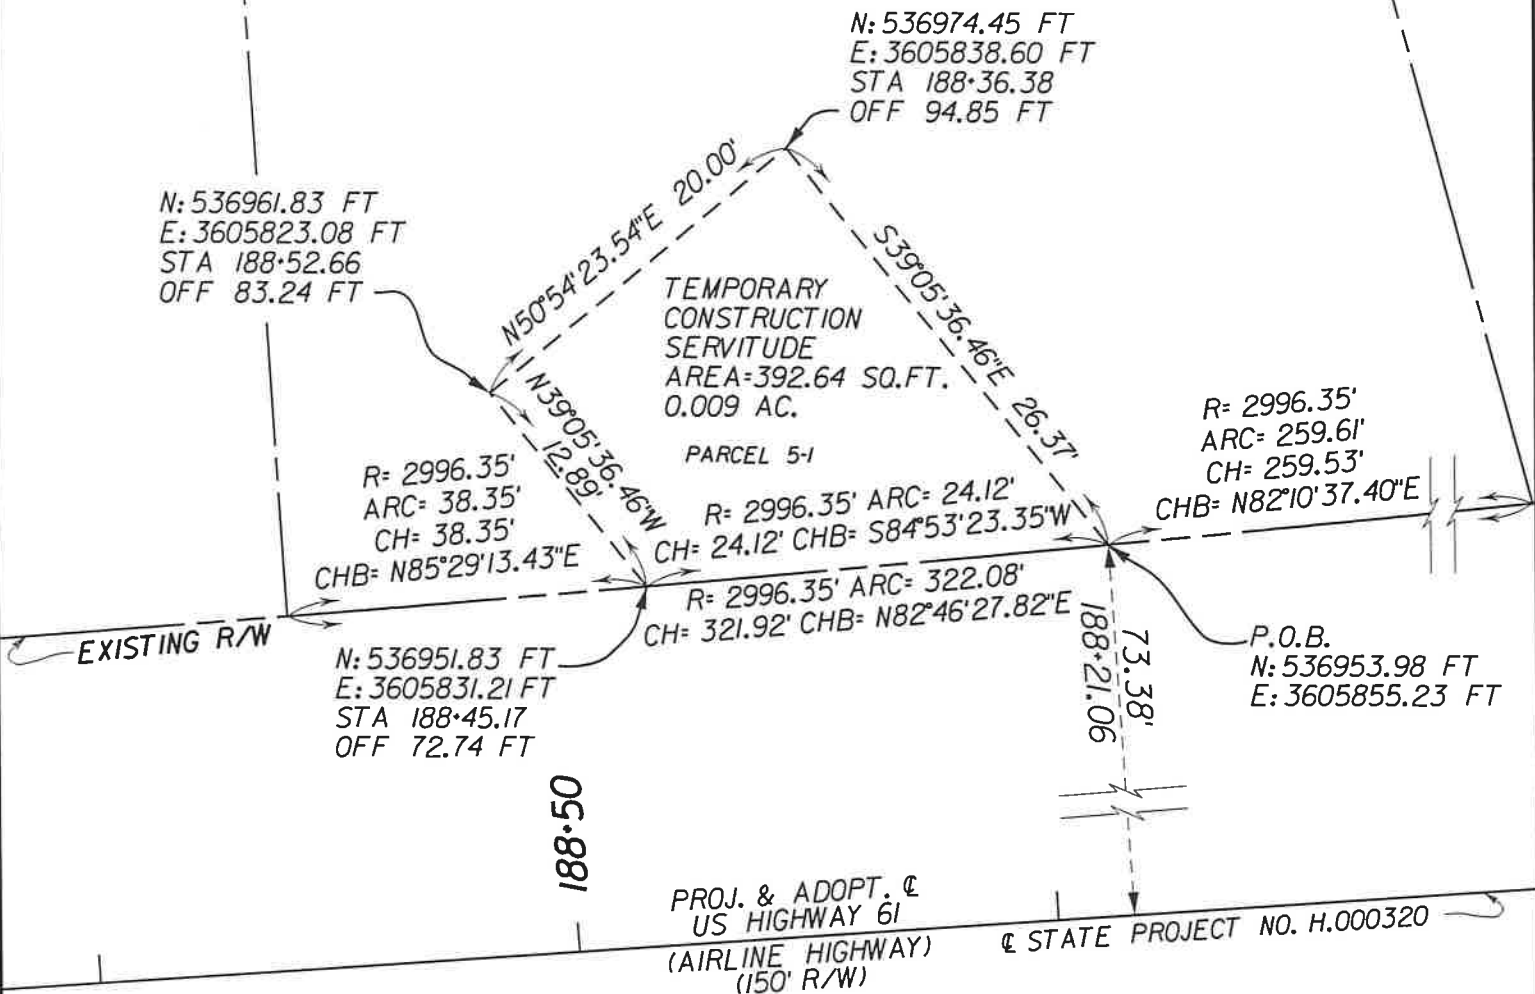 N: 536974.45 FT
E: 3605838.60 FT
STA 188+36.38
OFF 94.85 FT
N: 536961.83 FT
E: 3605823.08 FT
STA 188+52.66
OFF 83.24 FT
N50°54'23.54"E 20.00'
S39°05'36.46"E 26.37'
TEMPORARY
CONSTRUCTION
SERVITUDE
AREA=392.64 SQ.FT.
0.009 AC.
PARCEL 5-1
N39°05'36.46"W
12.89'
R= 2996.35'
ARC= 38.35'
CH= 38.35'
CHB= N85°29'13.43"E
R= 2996.35' ARC= 24.12'
CH= 24.12' CHB= S84°53'23.35"W
R= 2996.35'
ARC= 259.61'
CH= 259.53'
CHB= N82°10'37.40"E
R= 2996.35' ARC= 322.08'
CH= 321.92' CHB= N82°46'27.82"E
EXISTING R/W
N: 536951.83 FT
E: 3605831.21 FT
STA 188+45.17
OFF 72.74 FT
73.38'
188+21.06
P.O.B.
N: 536953.98 FT
E: 3605855.23 FT
188+50
PROJ. & ADOPT. ℄
US HIGHWAY 61
(AIRLINE HIGHWAY)
(150' R/W)
℄ STATE PROJECT NO. H.000320